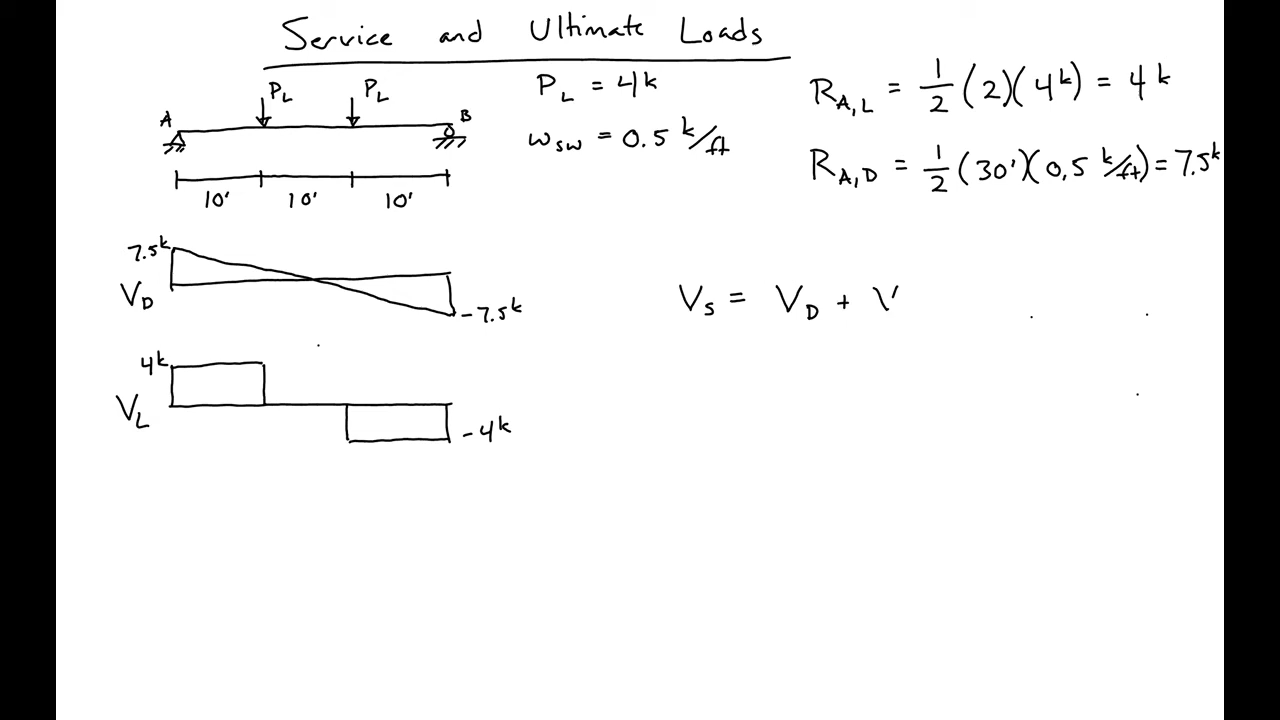 Service and Ultimate Loads
P_L P_L
A B
10' 10' 10'
P_L = 4k
w_sw = 0.5 k/ft
R_A,L = 1/2 (2)(4^k) = 4^k
R_A,D = 1/2 (30')(0.5 k/ft) = 7.5^k
7.5^k
V_D
-7.5^k
4^k
V_L
-4^k
V_s = V_D + V